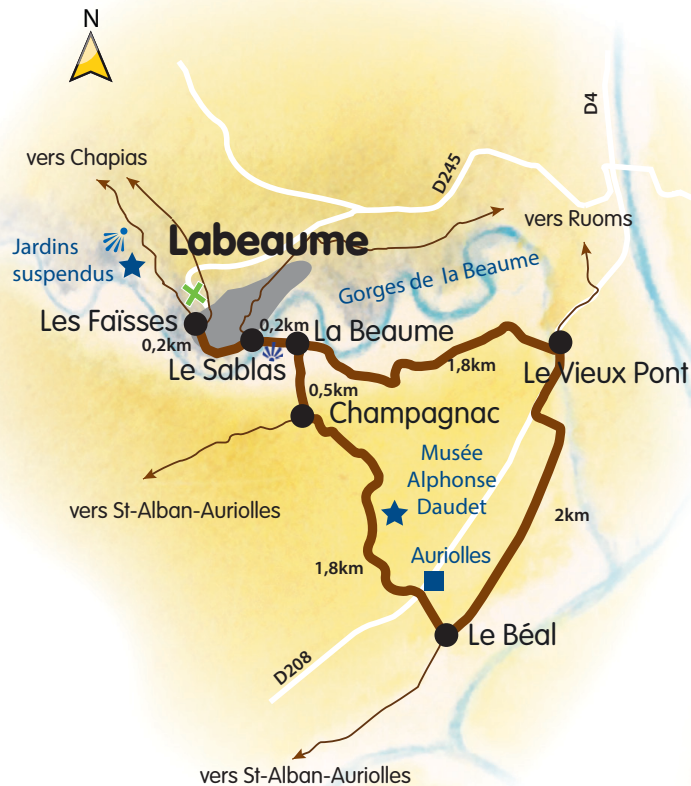 N
D4
vers Chapias
D245
vers Ruoms
Labeaume
Jardins
suspendus
Gorges de la Beaume
Les Faïsses
0,2km
0,2km
La Beaume
Le Sablas
1,8km
Le Vieux Pont
0,5km
Champagnac
Musée
Alphonse
Daudet
vers St-Alban-Auriolles
2km
Auriolles
1,8km
Le Béal
D208
vers St-Alban-Auriolles